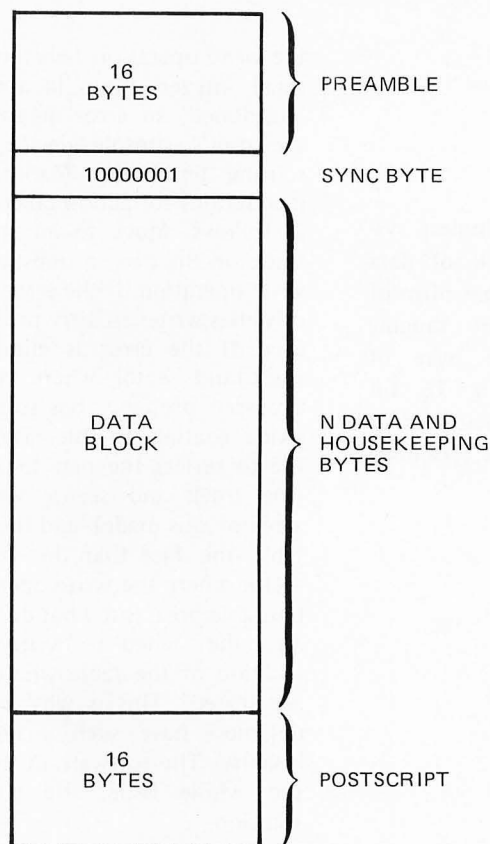 16
BYTES
PREAMBLE
10000001
SYNC BYTE
DATA
BLOCK
N DATA AND
HOUSEKEEPING
BYTES
16
BYTES
POSTSCRIPT